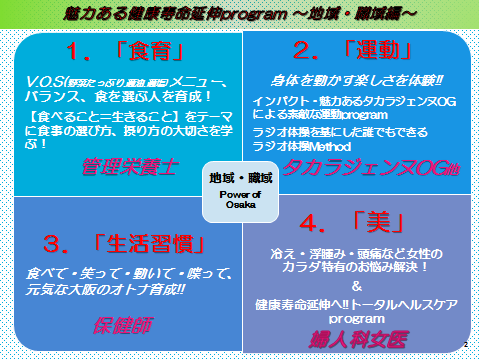 魅力ある健康寿命延伸program ～地域・職域編～
1．「食育」
V.O.S(野菜たっぷり 適油 適塩)メニュー、
バランス、食を選ぶ人を育成！
【食べること＝生きること】をテーマ
に食事の選び方、摂り方の大切さを学
ぶ！
管理栄養士
2．「運動」
身体を動かす楽しさを体験!!
インパクト・魅力あるタカラジェンヌOG
による素敵な運動program
ラジオ体操を基にした誰でもできる
ラジオ体操Method
タカラジェンヌOG他
地域・職域
Power of
Osaka
3．「生活習慣」
食べて・笑って・動いて・喋って、
元気な大阪のオトナ育成!!
保健師
4．「美」
冷え・浮腫み・頭痛など女性の
カラダ特有のお悩み解決！
&
健康寿命延伸へ!!トータルヘルスケア
program
婦人科女医
2